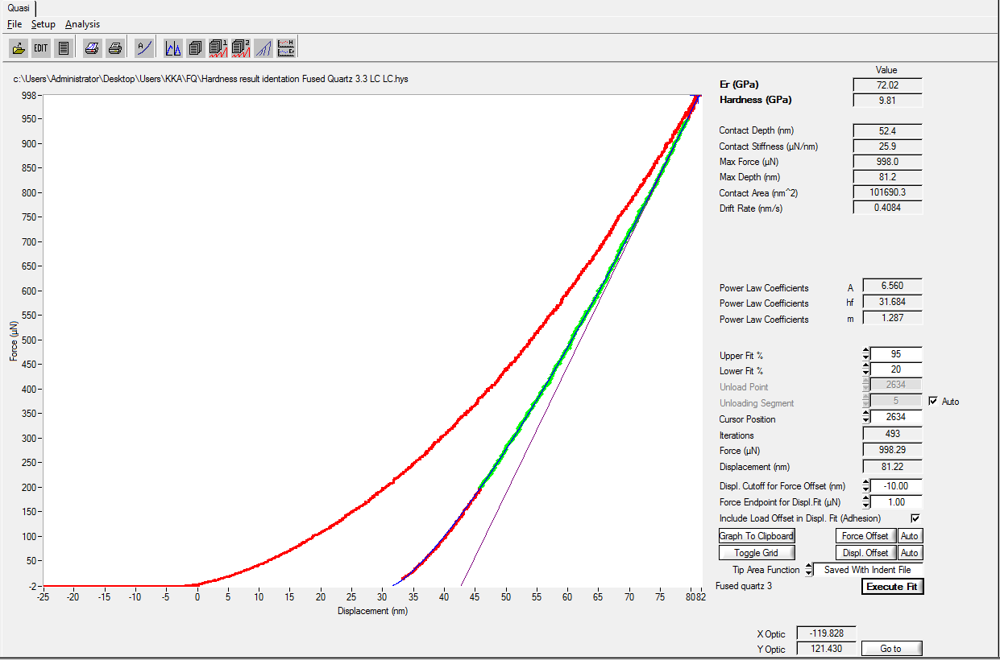 Quasi
File Setup Analysis
EDIT A 1 2 H Er
c:\Users\Administrator\Desktop\Users\KKA\FQ\Hardness result identation Fused Quartz 3.3 LC LC.hys
Value
Er (GPa) 72.02
Hardness (GPa) 9.81
Contact Depth (nm) 52.4
Contact Stiffness (µN/nm) 25.9
Max Force (µN) 998.0
Max Depth (nm) 81.2
Contact Area (nm^2) 101690.3
Drift Rate (nm/s) 0.4084
Power Law Coefficients A 6.560
Power Law Coefficients hf 31.684
Power Law Coefficients m 1.287
Upper Fit % 95
Lower Fit % 20
Unload Point 2634
Unloading Segment 5 Auto
Cursor Position 2634
Iterations 493
Force (µN) 998.29
Displacement (nm) 81.22
Displ. Cutoff for Force Offset (nm) -10.00
Force Endpoint for Displ.Fit (µN) 1.00
Include Load Offset in Displ. Fit (Adhesion)
Graph To Clipboard Force Offset Auto
Toggle Grid Displ. Offset Auto
Tip Area Function Saved With Indent File
Fused quartz 3 Execute Fit
X Optic -119.828
Y Optic 121.430 Go to
998
950
900
850
800
750
700
650
600
550
500
450
400
350
300
250
200
150
100
50
-2
Force (µN)
-25 -20 -15 -10 -5 0 5 10 15 20 25 30 35 40 45 50 55 60 65 70 75 80 82
Displacement (nm)